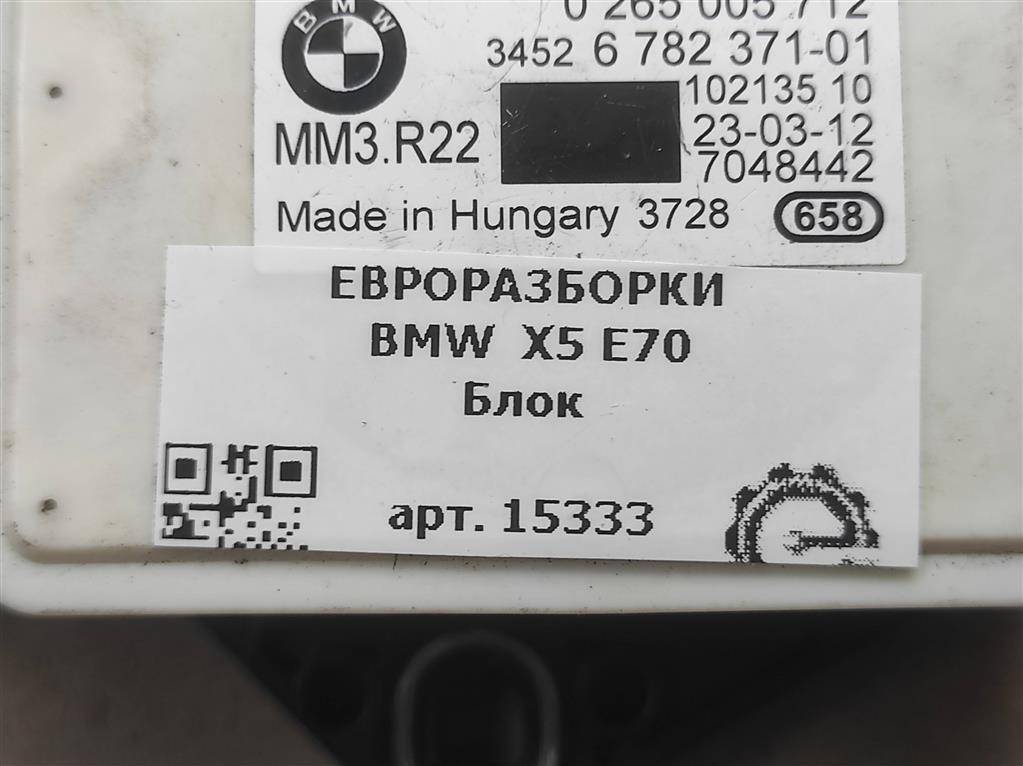 BMW
0 265 005 712
3452 6 782 371-01
102135 10
MM3.R22 23-03-12
7048442
Made in Hungary 3728 658
ЕВРОРАЗБОРКИ
BMW X5 E70
Блок
арт. 15333